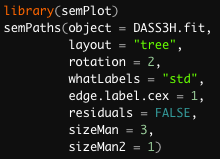 library(semPlot)
semPaths(object = DASS3H.fit,
         layout = "tree",
         rotation = 2,
         whatLabels = "std",
         edge.label.cex = 1,
         residuals = FALSE,
         sizeMan = 3,
         sizeMan2 = 1)